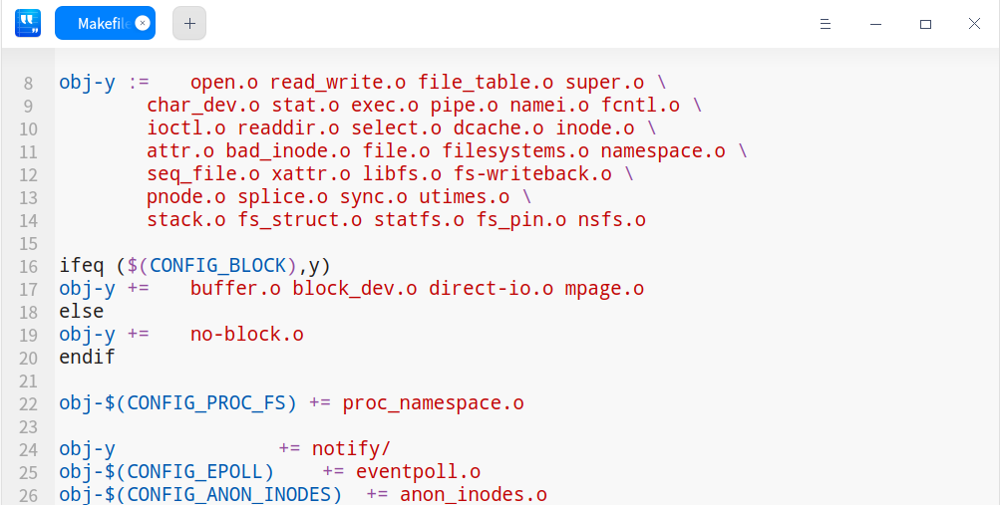 Makefile
8 obj-y := open.o read_write.o file_table.o super.o \
9 char_dev.o stat.o exec.o pipe.o namei.o fcntl.o \
10 ioctl.o readdir.o select.o dcache.o inode.o \
11 attr.o bad_inode.o file.o filesystems.o namespace.o \
12 seq_file.o xattr.o libfs.o fs-writeback.o \
13 pnode.o splice.o sync.o utimes.o \
14 stack.o fs_struct.o statfs.o fs_pin.o nsfs.o
15
16 ifeq ($(CONFIG_BLOCK),y)
17 obj-y += buffer.o block_dev.o direct-io.o mpage.o
18 else
19 obj-y += no-block.o
20 endif
21
22 obj-$(CONFIG_PROC_FS) += proc_namespace.o
23
24 obj-y += notify/
25 obj-$(CONFIG_EPOLL) += eventpoll.o
26 obj-$(CONFIG_ANON_INODES) += anon_inodes.o